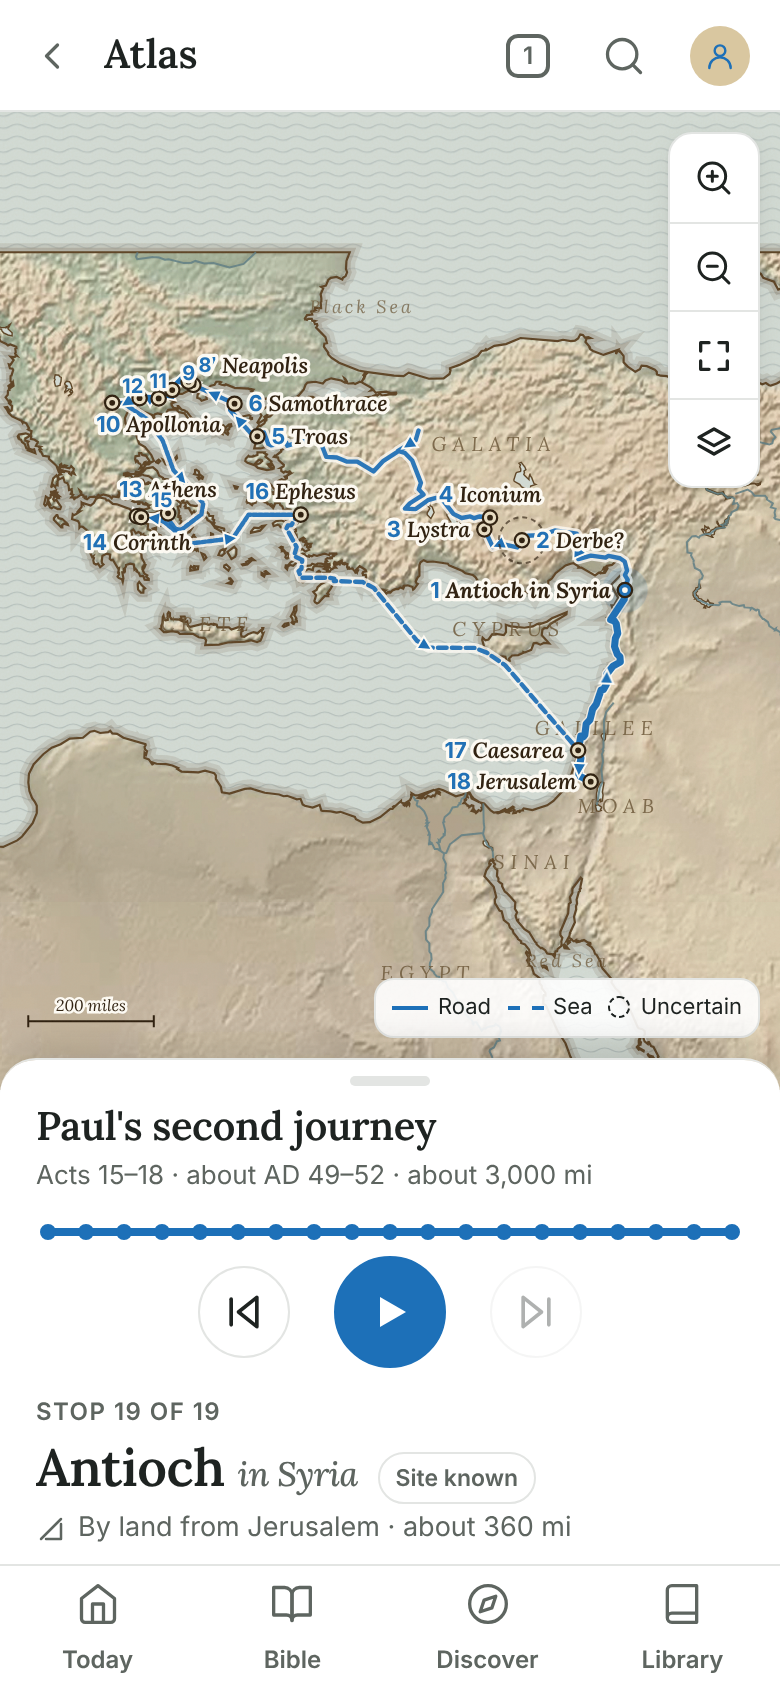 Atlas
1
Black Sea
12 11 9 8 Neapolis
6 Samothrace
10 Apollonia
5 Troas
GALATIA
13 Athens
15
16 Ephesus
4 Iconium
3 Lystra
14 Corinth
2 Derbe?
1 Antioch in Syria
CRETE
CYPRUS
GALILEE
17 Caesarea
18 Jerusalem
MOAB
SINAI
EGYPT
Red Sea
200 miles
Road Sea Uncertain
Paul's second journey
Acts 15–18 · about AD 49–52 · about 3,000 mi
STOP 19 OF 19
Antioch in Syria Site known
By land from Jerusalem · about 360 mi
Today Bible Discover Library